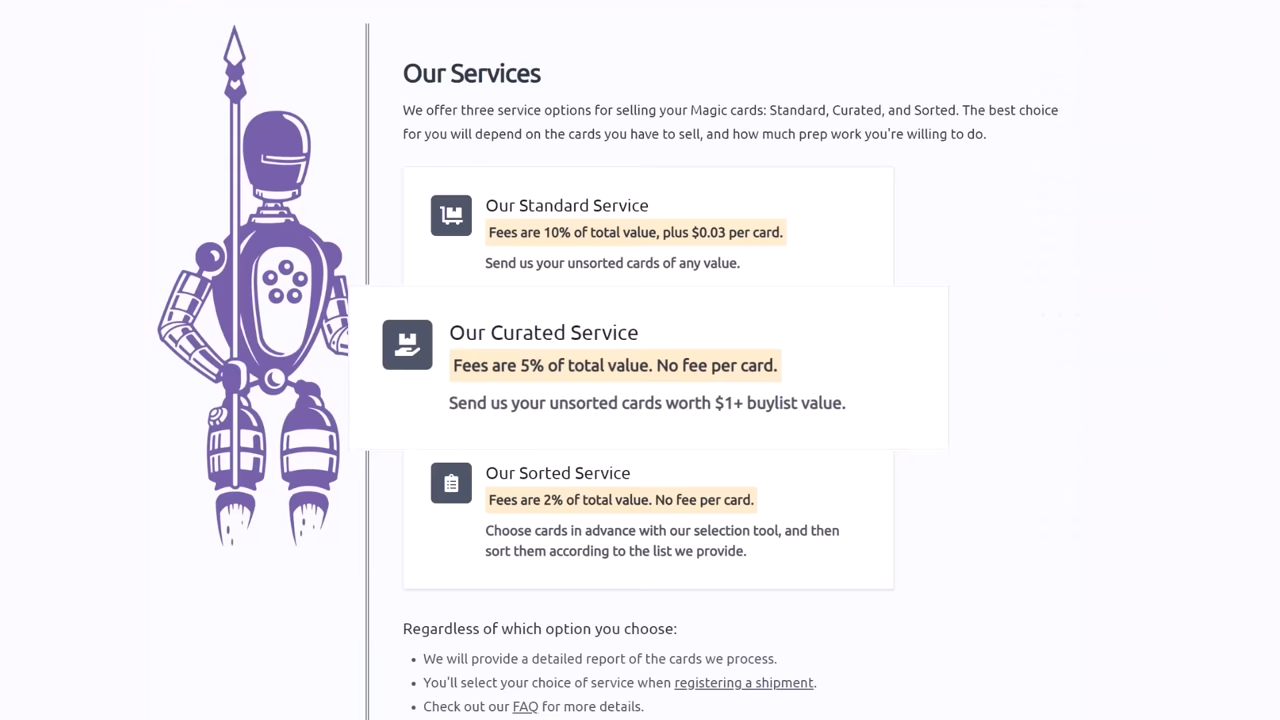 Our Services
We offer three service options for selling your Magic cards: Standard, Curated, and Sorted. The best choice
for you will depend on the cards you have to sell, and how much prep work you're willing to do.
Our Standard Service
Fees are 10% of total value, plus $0.03 per card.
Send us your unsorted cards of any value.
Our Curated Service
Fees are 5% of total value. No fee per card.
Send us your unsorted cards worth $1+ buylist value.
Our Sorted Service
Fees are 2% of total value. No fee per card.
Choose cards in advance with our selection tool, and then
sort them according to the list we provide.
Regardless of which option you choose:
• We will provide a detailed report of the cards we process.
• You'll select your choice of service when registering a shipment.
• Check out our FAQ for more details.